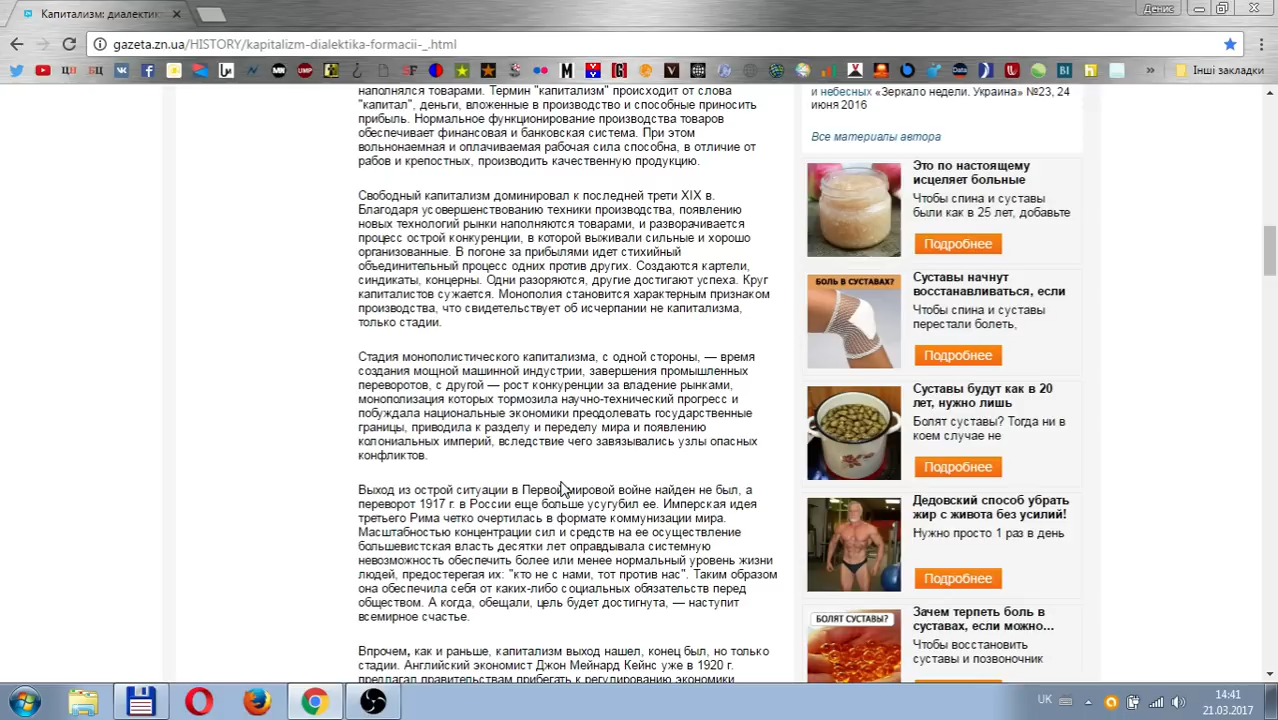 Капитализм: диалектик
Денис
gazeta.zn.ua/HISTORY/kapitalizm-dialektika-formacii-_.html
Інші закладки
наполнялся товарами. Термин "капитализм" происходит от слова
"капитал", деньги, вложенные в производство и способные приносить
прибыль. Нормальное функционирование производства товаров
обеспечивает финансовая и банковская система. При этом
вольнонаемная и оплачиваемая рабочая сила способна, в отличие от
рабов и крепостных, производить качественную продукцию.
Свободный капитализм доминировал к последней трети XIX в.
Благодаря усовершенствованию техники производства, появлению
новых технологий рынки наполняются товарами, и разворачивается
процесс острой конкуренции, в которой выживали сильные и хорошо
организованные. В погоне за прибылями идет стихийный
объединительный процесс одних против других. Создаются картели,
синдикаты, концерны. Одни разоряются, другие достигают успеха. Круг
капиталистов сужается. Монополия становится характерным признаком
производства, что свидетельствует об исчерпании не капитализма,
только стадии.
Стадия монополистического капитализма, с одной стороны, — время
создания мощной машинной индустрии, завершения промышленных
переворотов, с другой — рост конкуренции за владение рынками,
монополизация которых тормозила научно-технический прогресс и
побуждала национальные экономики преодолевать государственные
границы, приводила к разделу и переделу мира и появлению
колониальных империй, вследствие чего завязывались узлы опасных
конфликтов.
Выход из острой ситуации в Первой мировой войне найден не был, а
переворот 1917 г. в России еще больше усугубил ее. Имперская идея
третьего Рима четко очертилась в формате коммунизации мира.
Масштабностью концентрации сил и средств на ее осуществление
большевистская власть десятки лет оправдывала системную
невозможность обеспечить более или менее нормальный уровень жизни
людей, предостерегая их: "кто не с нами, тот против нас". Таким образом
она обеспечила себя от каких-либо социальных обязательств перед
обществом. А когда, обещали, цель будет достигнута, — наступит
всемирное счастье.
Впрочем, как и раньше, капитализм выход нашел, конец был, но только
стадии. Английский экономист Джон Мейнард Кейнс уже в 1920 г.
предлагал правительствам прибегать к регулированию экономики
и небесных «Зеркало недели. Украина» №23, 24
июня 2016
Все материалы автора
Это по настоящему
исцеляет больные
Чтобы спина и суставы
были как в 25 лет, добавьте
Подробнее
БОЛЬ В СУСТАВАХ?
Суставы начнут
восстанавливаться, если
Чтобы спина и суставы
перестали болеть,
Подробнее
Суставы будут как в 20
лет, нужно лишь
Болят суставы? Тогда ни в
коем случае не
Подробнее
Дедовский способ убрать
жир с живота без усилий!
Нужно просто 1 раз в день
Подробнее
БОЛЯТ СУСТАВЫ?
Зачем терпеть боль в
суставах, если можно...
Чтобы восстановить
суставы и позвоночник
UK
14:41
21.03.2017